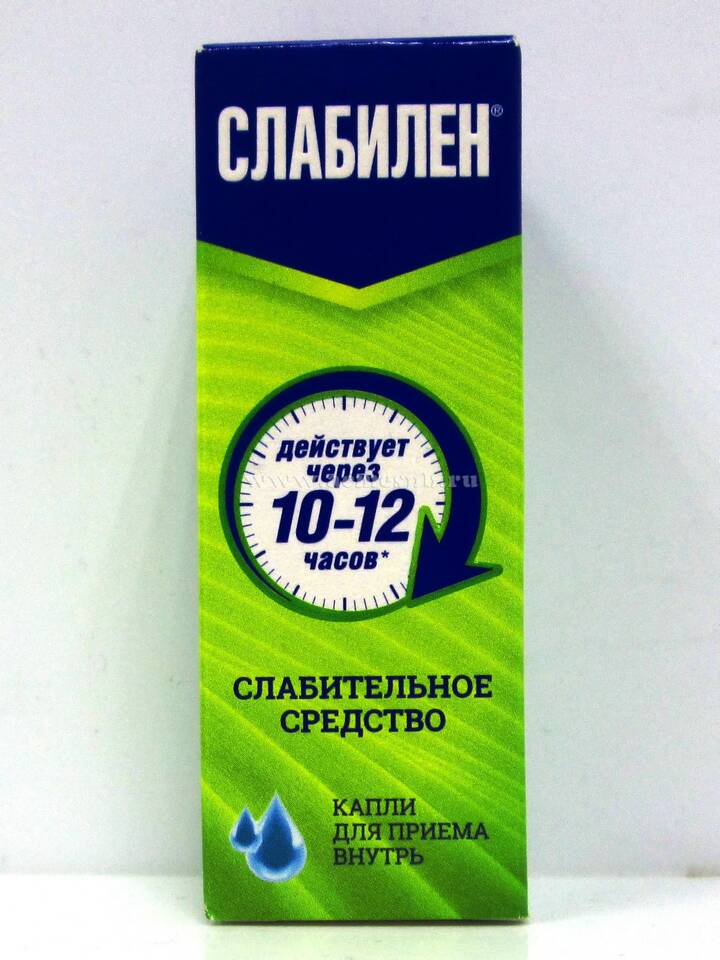 СЛАБИЛЕН®
действует
через
10-12
часов*
СЛАБИТЕЛЬНОЕ
СРЕДСТВО
КАПЛИ
ДЛЯ ПРИЕМА
ВНУТРЬ